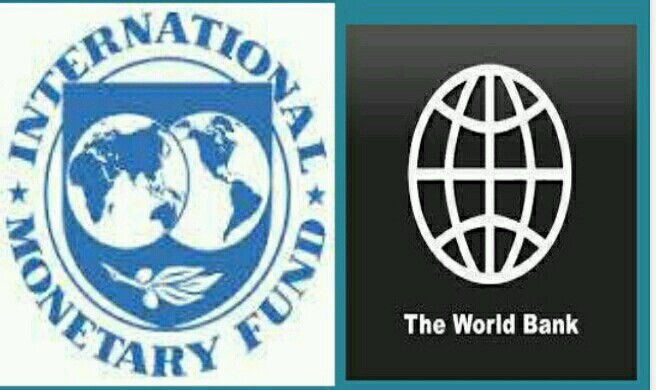 INTERNATIONAL
MONETARY FUND
The World Bank